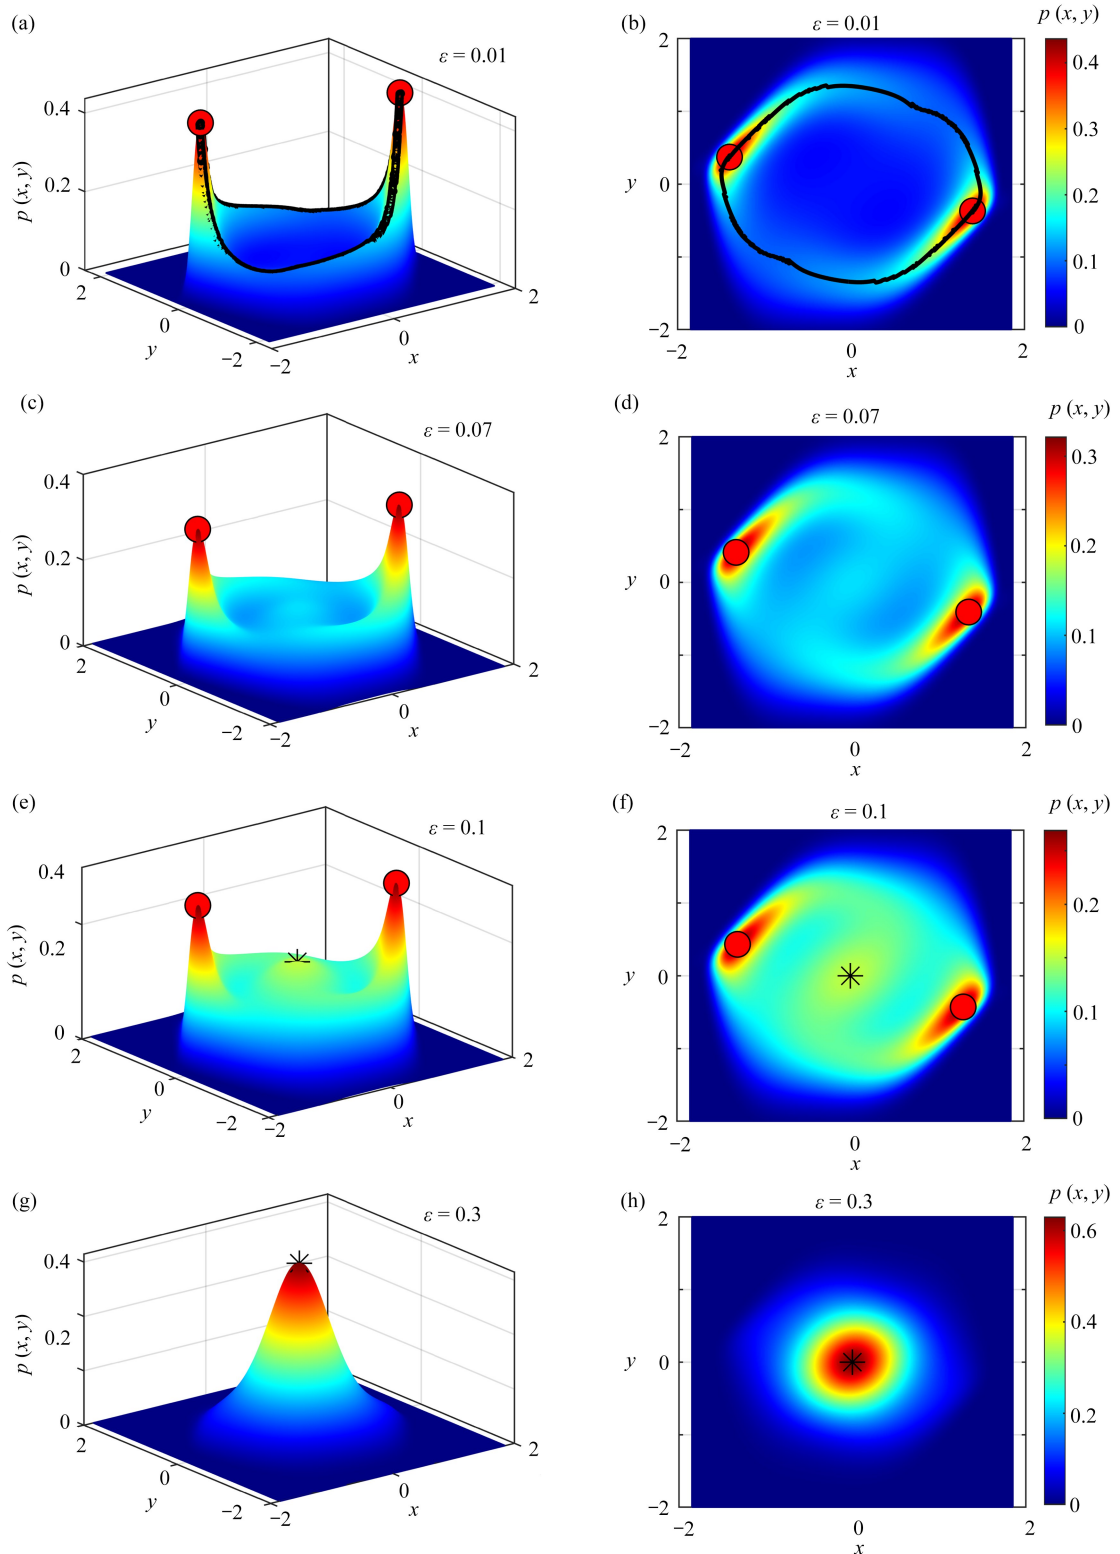 (a)
ε = 0.01
0.4
0.2
0
p (x, y)
2
0
−2
y
−2
0
2
x
(b)
ε = 0.01
p (x, y)
2
0
−2
y
−2
0
2
x
0.4
0.3
0.2
0.1
0
(c)
ε = 0.07
0.4
0.2
0
p (x, y)
2
0
−2
y
−2
0
2
x
(d)
ε = 0.07
p (x, y)
2
0
−2
y
−2
0
2
x
0.3
0.2
0.1
0
(e)
ε = 0.1
0.4
0.2
0
p (x, y)
2
0
−2
y
−2
0
2
x
(f)
ε = 0.1
p (x, y)
2
0
−2
y
−2
0
2
x
0.2
0.1
0
(g)
ε = 0.3
0.4
0.2
0
p (x, y)
2
0
−2
y
−2
0
2
x
(h)
ε = 0.3
p (x, y)
2
0
−2
y
−2
0
2
x
0.6
0.4
0.2
0